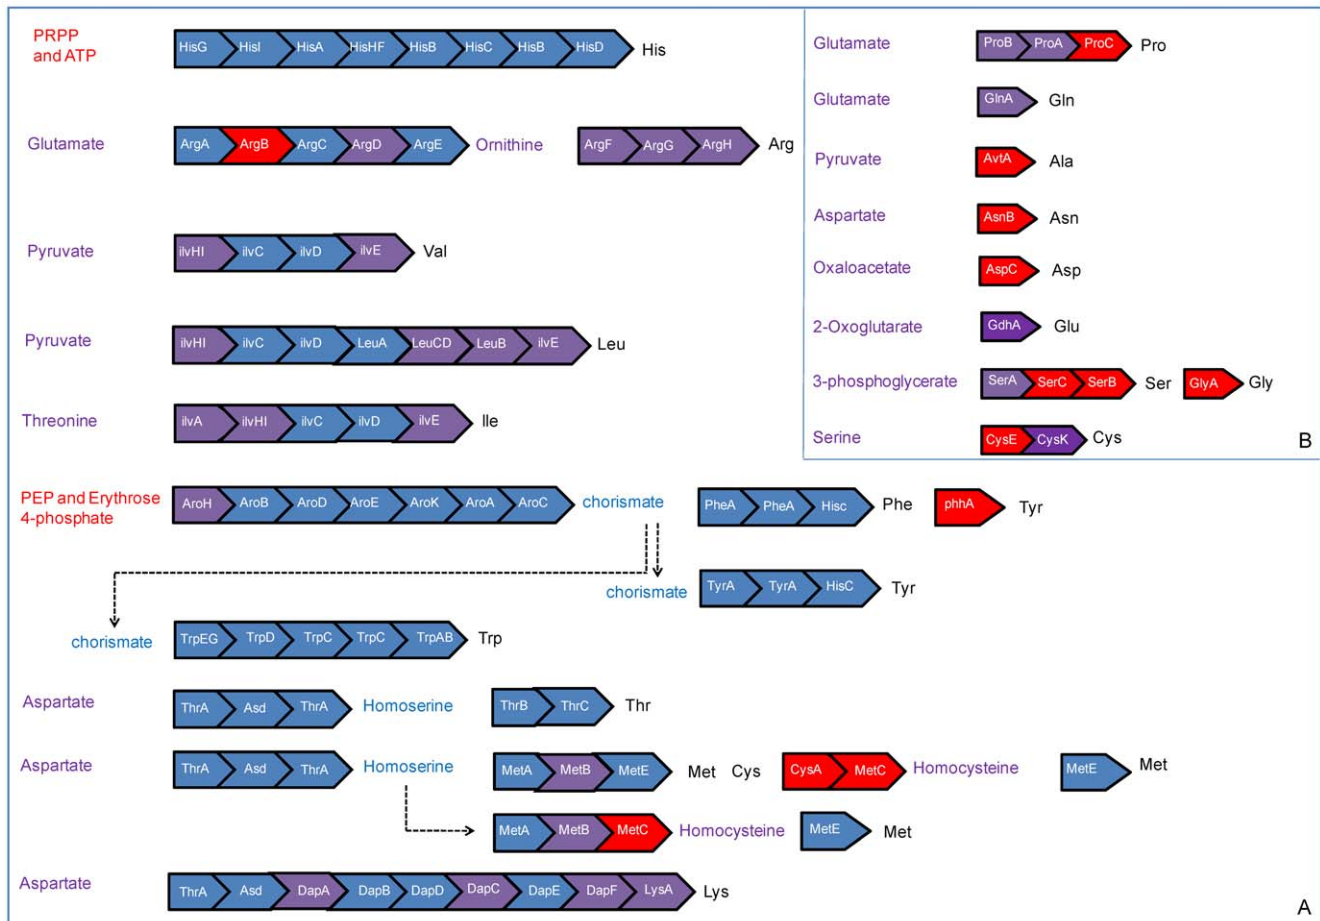 PRPP
and ATP
HisG HisI HisA HisHF HisB HisC HisB HisD His
Glutamate ArgA ArgB ArgC ArgD ArgE Ornithine ArgF ArgG ArgH Arg
Pyruvate ilvHI ilvC ilvD ilvE Val
Pyruvate ilvHI ilvC ilvD LeuA LeuCD LeuB ilvE Leu
Threonine ilvA ilvHI ilvC ilvD ilvE Ile
PEP and Erythrose
4-phosphate
AroH AroB AroD AroE AroK AroA AroC chorismate PheA PheA Hisc Phe phhA Tyr
chorismate TyrA TyrA HisC Tyr
chorismate TrpEG TrpD TrpC TrpC TrpAB Trp
Aspartate ThrA Asd ThrA Homoserine ThrB ThrC Thr
Aspartate ThrA Asd ThrA Homoserine MetA MetB MetE Met Cys CysA MetC Homocysteine MetE Met
MetA MetB MetC Homocysteine MetE Met
Aspartate ThrA Asd DapA DapB DapD DapC DapE DapF LysA Lys
A
Glutamate ProB ProA ProC Pro
Glutamate GlnA Gln
Pyruvate AvtA Ala
Aspartate AsnB Asn
Oxaloacetate AspC Asp
2-Oxoglutarate GdhA Glu
3-phosphoglycerate SerA SerC SerB Ser GlyA Gly
Serine CysE CysK Cys
B